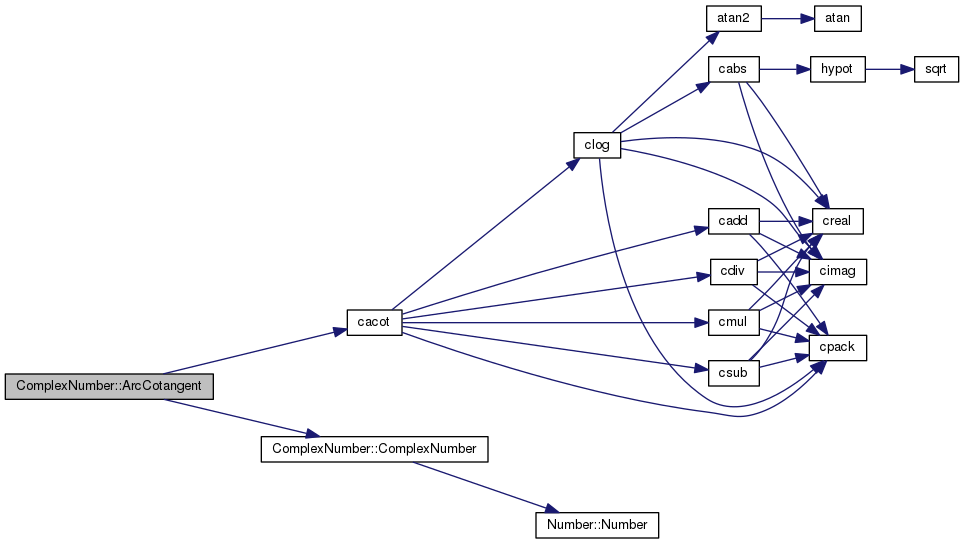 atan2
atan
cabs
hypot
sqrt
clog
cadd
creal
cdiv
cimag
cacot
cmul
cpack
csub
ComplexNumber::ArcCotangent
ComplexNumber::ComplexNumber
Number::Number